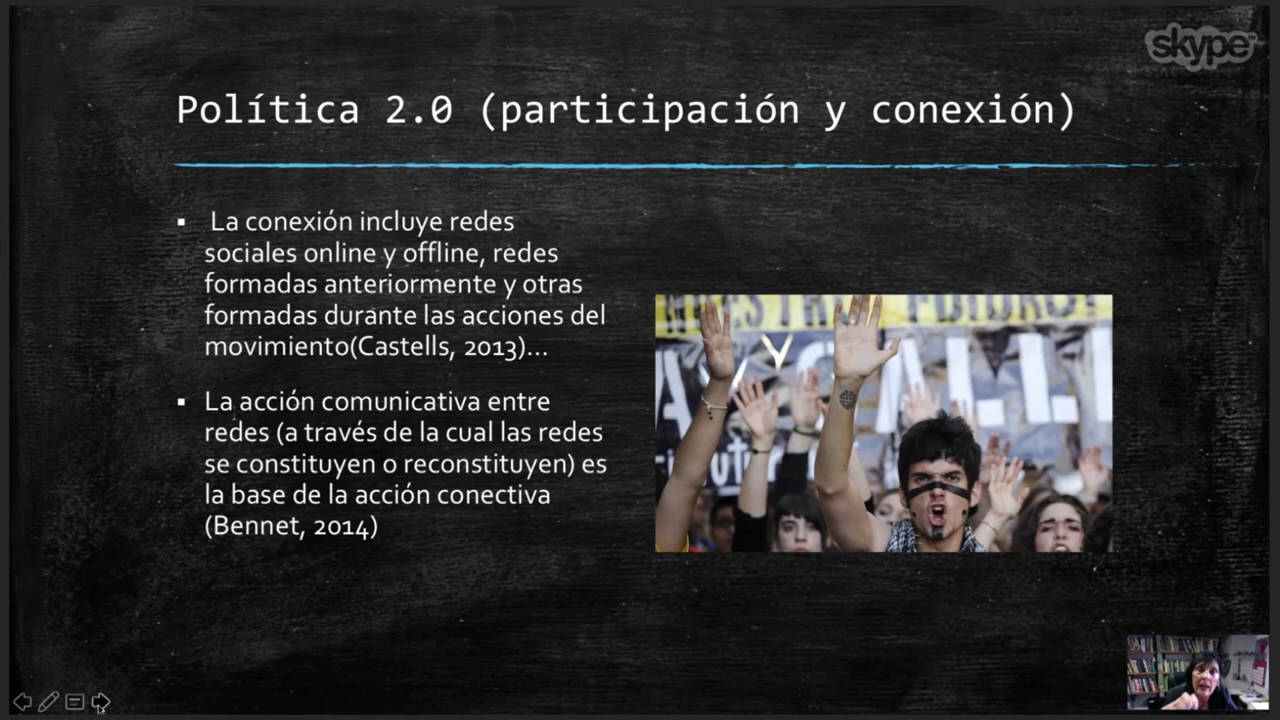 skype
Política 2.0 (participación y conexión)
▪ La conexión incluye redes
sociales online y offline, redes
formadas anteriormente y otras
formadas durante las acciones del
movimiento(Castells, 2013)...
▪ La acción comunicativa entre
redes (a través de la cual las redes
se constituyen o reconstituyen) es
la base de la acción conectiva
(Bennet, 2014)